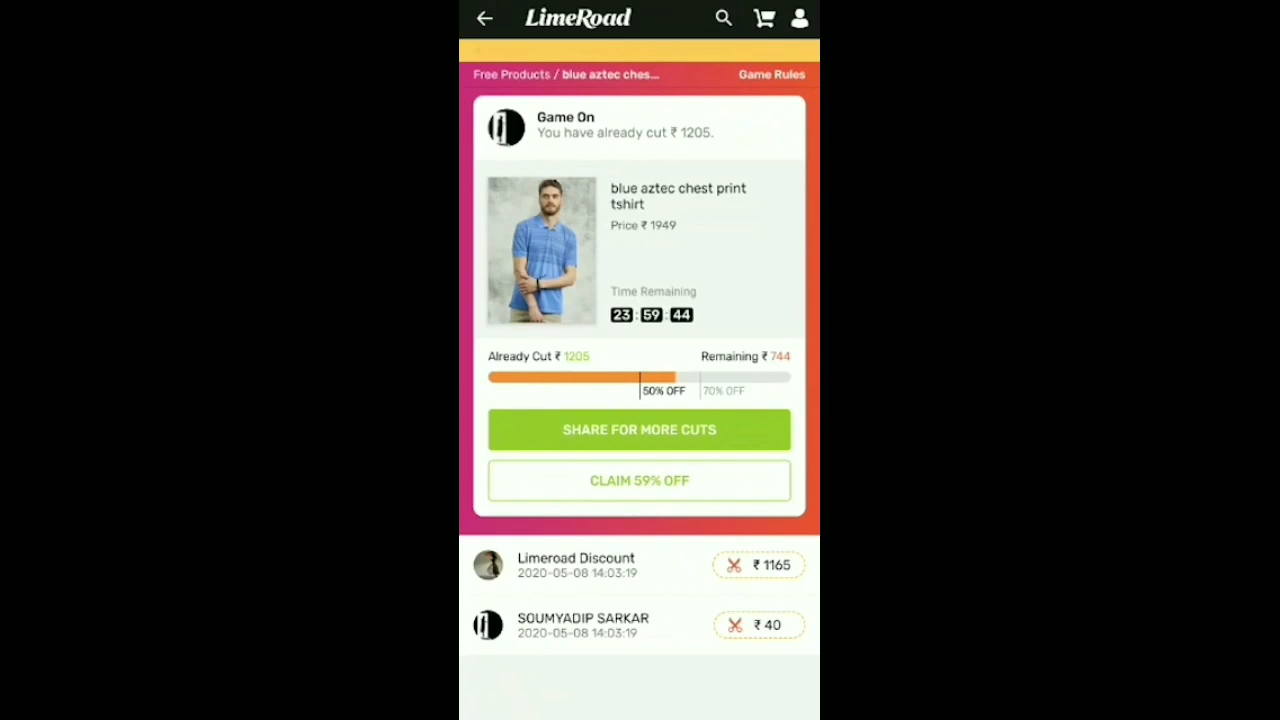 LimeRoad
Free Products / blue aztec ches...
Game Rules
Game On
You have already cut ₹ 1205.
blue aztec chest print
tshirt
Price ₹ 1949
Time Remaining
23 : 59 : 44
Already Cut ₹ 1205
Remaining ₹ 744
50% OFF
70% OFF
SHARE FOR MORE CUTS
CLAIM 59% OFF
Limeroad Discount
2020-05-08 14:03:19
₹ 1165
SOUMYADIP SARKAR
2020-05-08 14:03:19
₹ 40